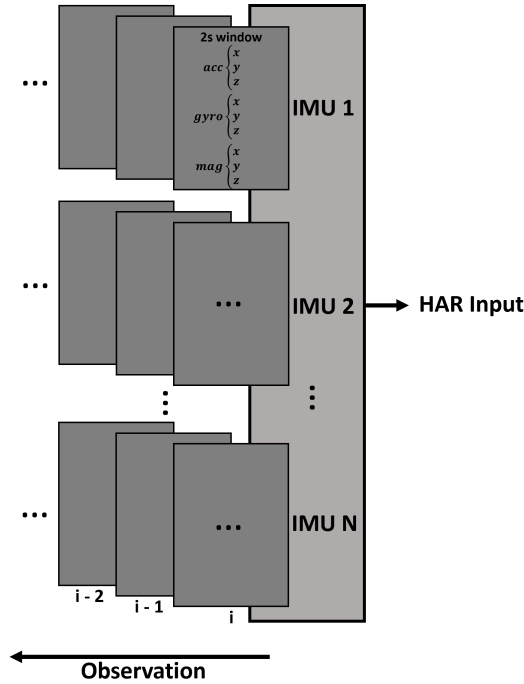 2s window
acc { x
y
z
gyro { x
y
z
mag { x
y
z
IMU 1
...
...
... IMU 2
HAR Input
...
...
...
... IMU N
i - 2
i - 1
i
Observation